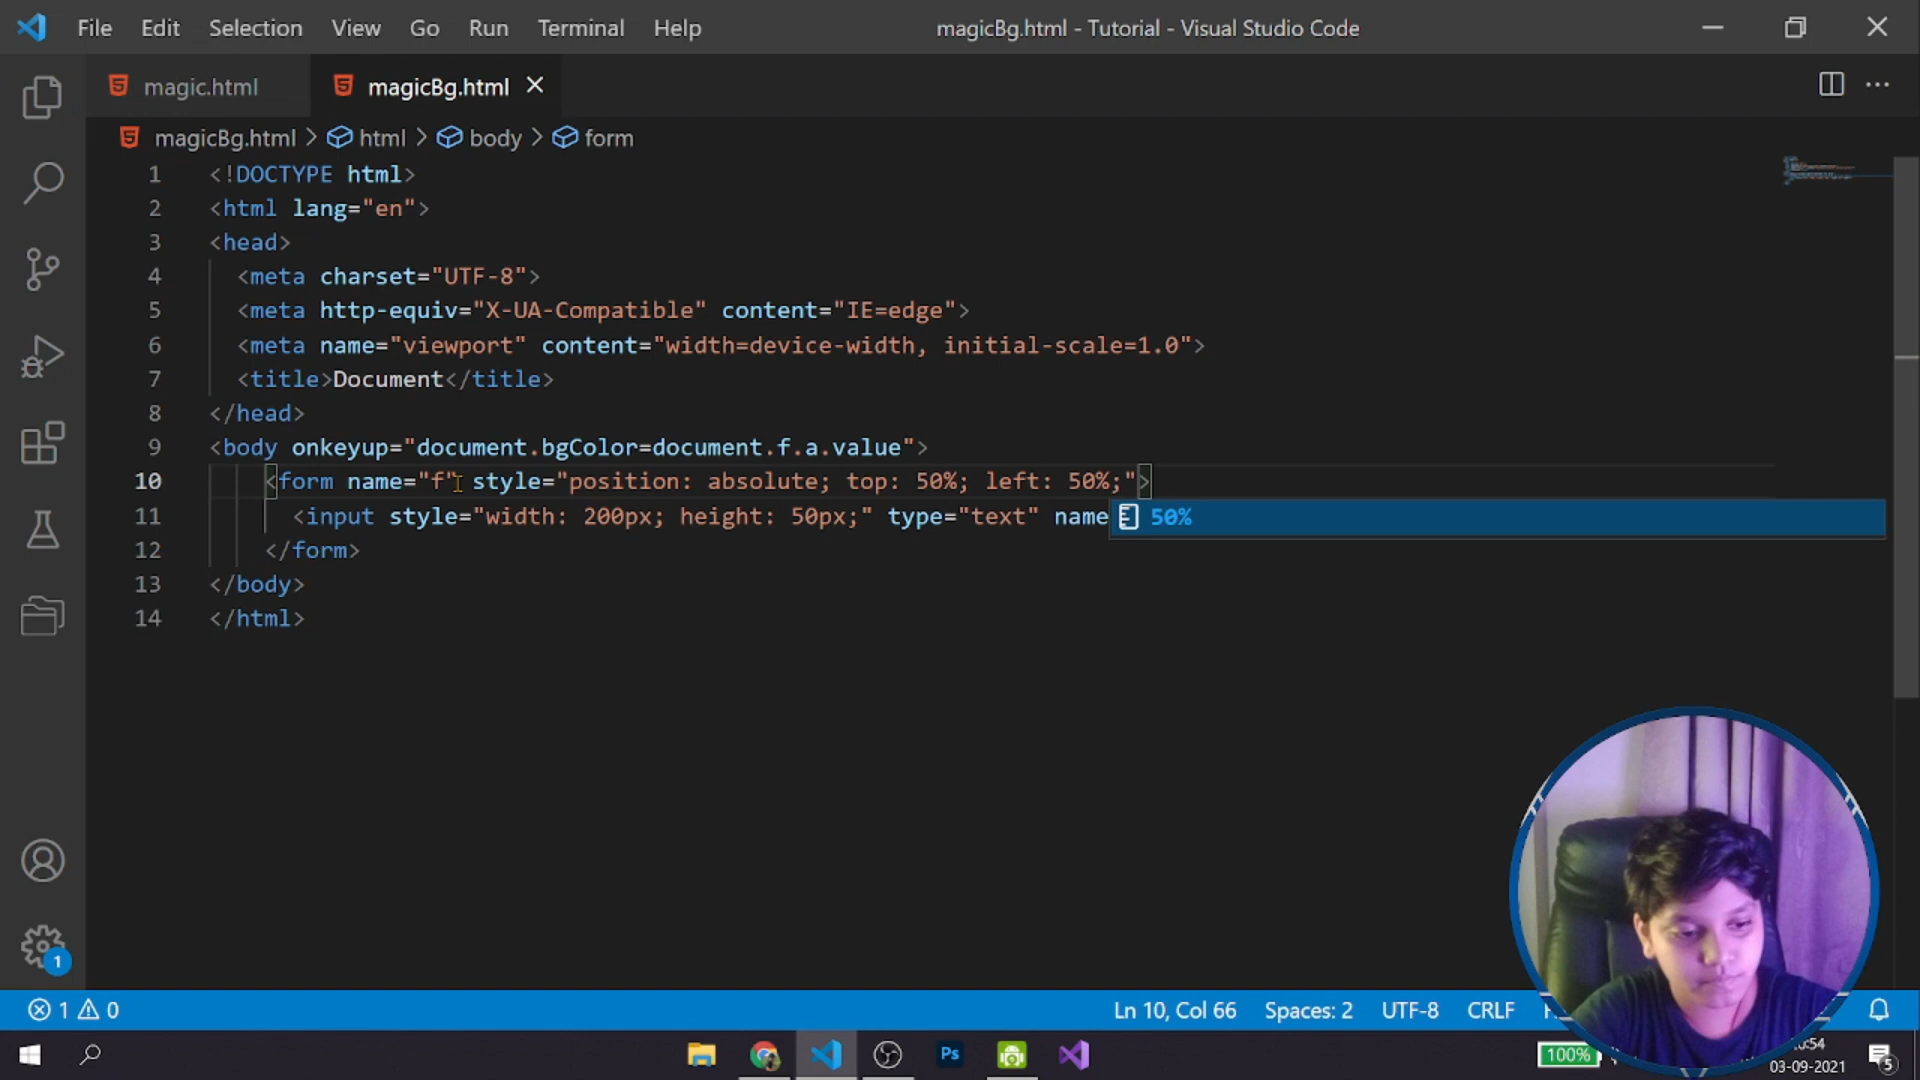 File Edit Selection View Go Run Terminal Help magicBg.html - Tutorial - Visual Studio Code
magic.html magicBg.html
magicBg.html > html > body > form
1 <!DOCTYPE html>
2 <html lang="en">
3 <head>
4 <meta charset="UTF-8">
5 <meta http-equiv="X-UA-Compatible" content="IE=edge">
6 <meta name="viewport" content="width=device-width, initial-scale=1.0">
7 <title>Document</title>
8 </head>
9 <body onkeyup="document.bgColor=document.f.a.value">
10 <form name="f" style="position: absolute; top: 50%; left: 50%;">
11 <input style="width: 200px; height: 50px;" type="text" name 50%
12 </form>
13 </body>
14 </html>
1
1 0 Ln 10, Col 66 Spaces: 2 UTF-8 CRLF
Ps 100% 03-09-2021 5